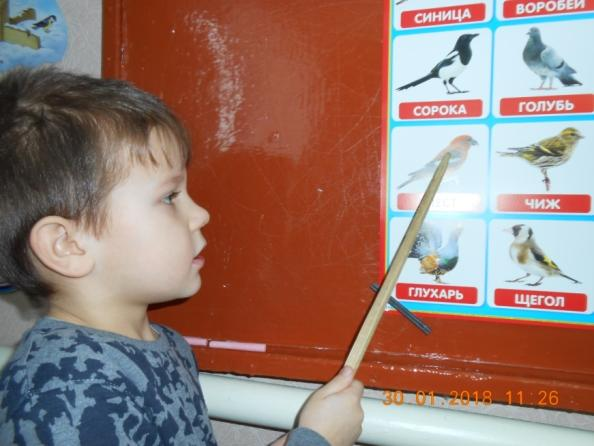 СИНИЦА ВОРОБЕЙ
СОРОКА ГОЛУБЬ
ЧИЖ
ГЛУХАРЬ ЩЕГОЛ
30.01.2018 11:26